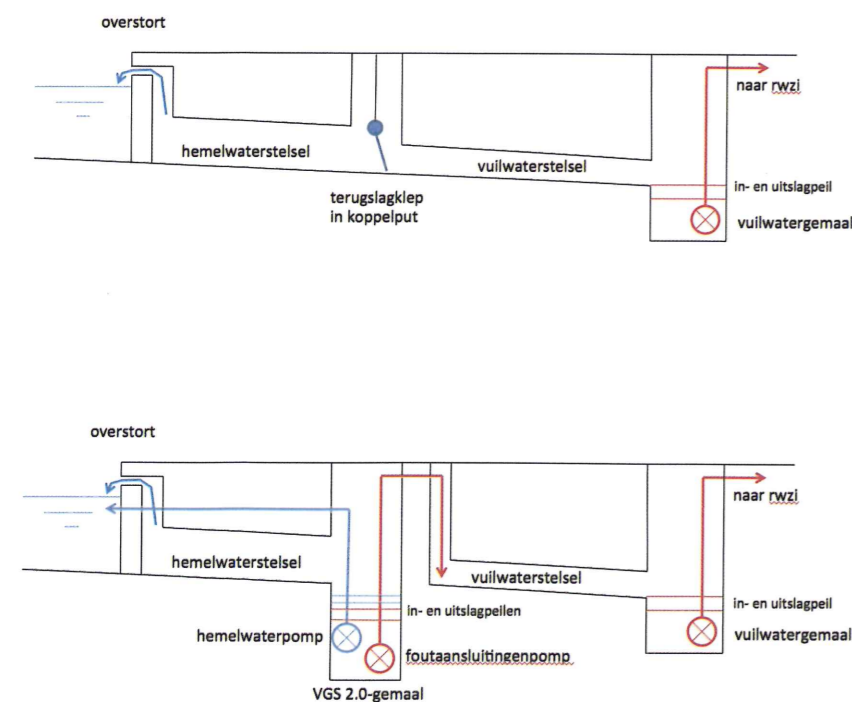 overstort
naar rwzi
hemelwaterstelsel
vuilwaterstelsel
in- en uitslagpeil
terugslagklep
in koppelput
vuilwatergemaal
overstort
naar rwzi
hemelwaterstelsel
vuilwaterstelsel
in- en uitslagpeilen
in- en uitslagpeil
hemelwaterpomp
vuilwatergemaal
foutaansluitingenpomp
VGS 2.0-gemaal